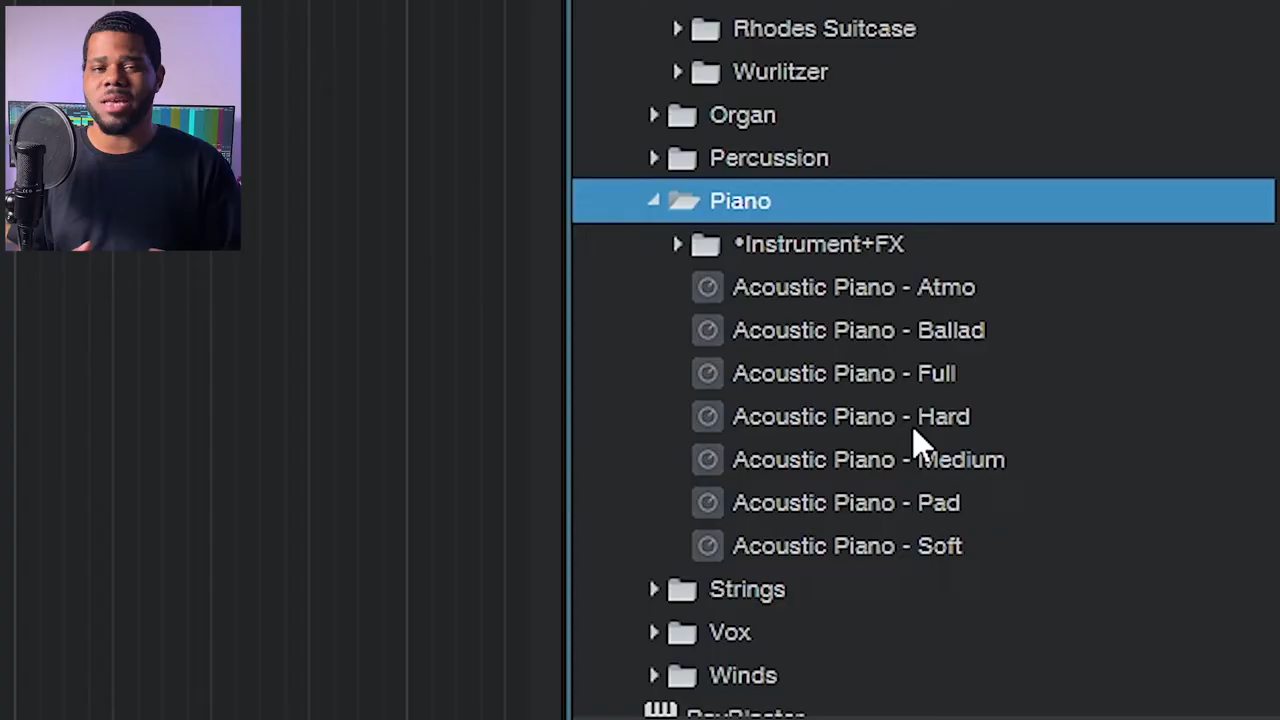 Rhodes Suitcase
Wurlitzer
Organ
Percussion
Piano
•Instrument+FX
Acoustic Piano - Atmo
Acoustic Piano - Ballad
Acoustic Piano - Full
Acoustic Piano - Hard
Acoustic Piano - Medium
Acoustic Piano - Pad
Acoustic Piano - Soft
Strings
Vox
Winds